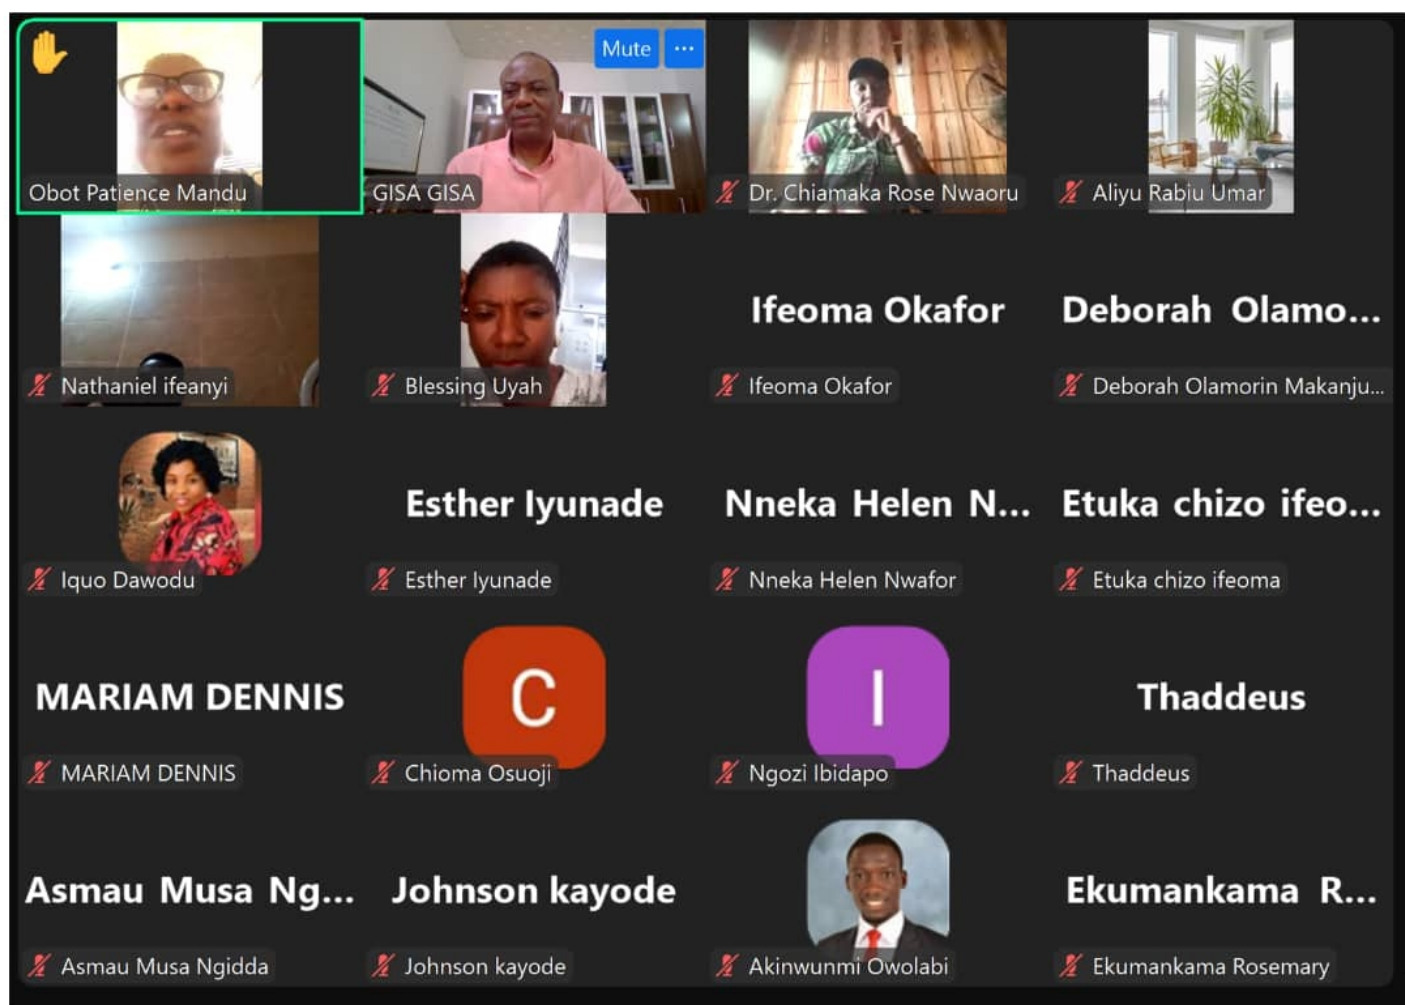 Mute ...
Obot Patience Mandu
GISA GISA
Dr. Chiamaka Rose Nwaoru
Aliyu Rabiu Umar
Nathaniel ifeanyi
Blessing Uyah
Ifeoma Okafor
Ifeoma Okafor
Deborah Olamo...
Deborah Olamorin Makanju...
Iquo Dawodu
Esther Iyunade
Esther Iyunade
Nneka Helen N...
Nneka Helen Nwafor
Etuka chizo ifeo...
Etuka chizo ifeoma
MARIAM DENNIS
MARIAM DENNIS
C
Chioma Osuoji
I
Ngozi Ibidapo
Thaddeus
Thaddeus
Asmau Musa Ng...
Asmau Musa Ngidda
Johnson kayode
Johnson kayode
Akinwunmi Owolabi
Ekumankama R...
Ekumankama Rosemary